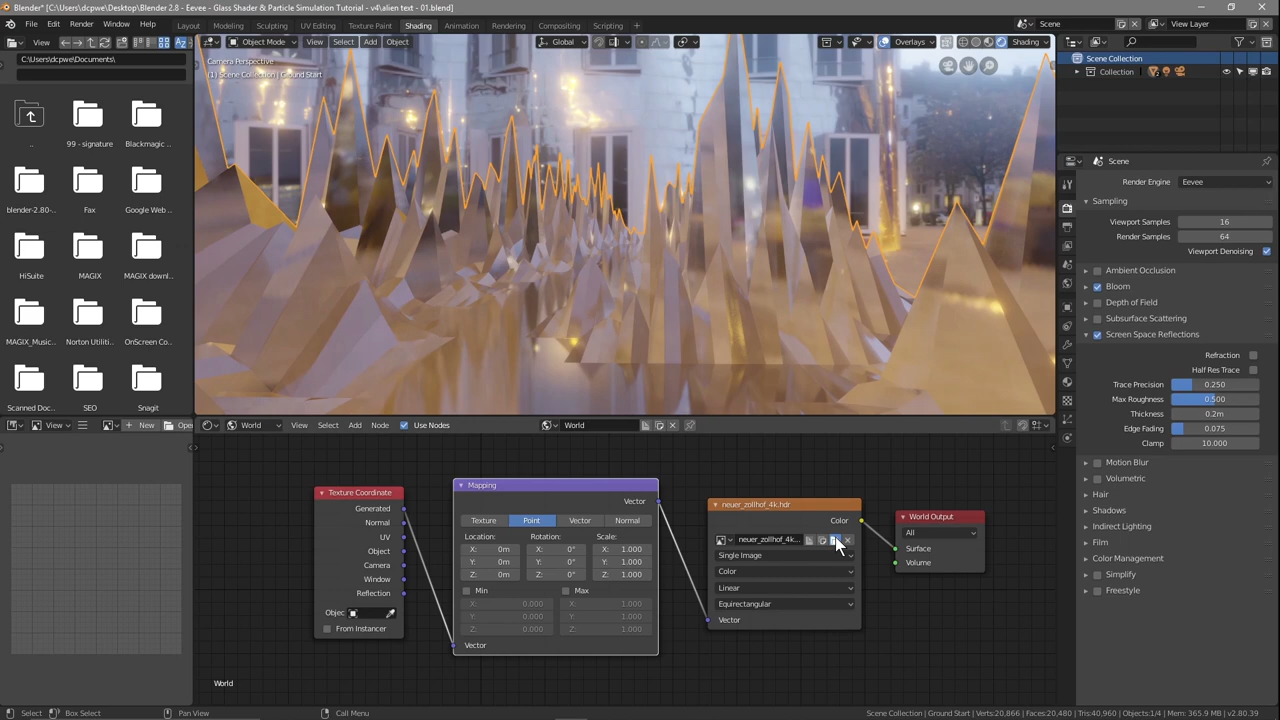 Blender* [C:\Users\dcpwe\Desktop\Blender 2.8 - Eevee - Glass Shader & Particle Simulation Tutorial - v4\alien text - 01.blend]
File Edit Render Window Help Layout Modeling Sculpting UV Editing Texture Paint Shading Animation Rendering Compositing Scripting + Scene View Layer
View Object Mode View Select Add Object Global Overlays Shading
C:\Users\dcpwe\Documents\
Camera Perspective
(1) Scene Collection | Ground Start
Scene Collection
Collection
.. 99 - signature Blackmagic ..
blender-2.80-.. Fax Google Web ..
HiSuite MAGIX MAGIX downl..
MAGIX_Music... Norton Utiliti... OnScreen Co...
Scanned Doc... SEO Snagit
Scene
Render Engine Eevee
Sampling
Viewport Samples 16
Render Samples 64
Viewport Denoising
Ambient Occlusion
Bloom
Depth of Field
Subsurface Scattering
Screen Space Reflections
Refraction
Half Res Trace
Trace Precision 0.250
Max Roughness 0.500
Thickness 0.2m
Edge Fading 0.075
Clamp 10.000
Motion Blur
Volumetric
Hair
Shadows
Indirect Lighting
Film
Color Management
Simplify
Freestyle
View + New Open
World View Select Add Node Use Nodes World
Texture Coordinate
Generated
Normal
UV
Object
Camera
Window
Reflection
Objec
From Instancer
Mapping
Vector
Texture Point Vector Normal
Location: Rotation: Scale:
X: 0m X: 0° X: 1.000
Y: 0m Y: 0° Y: 1.000
Z: 0m Z: 0° Z: 1.000
Min Max
X: 0.000 X: 1.000
Y: 0.000 Y: 1.000
Z: 0.000 Z: 1.000
Vector
neuer_zollhof_4k.hdr
Color
neuer_zollhof_4k...
Single Image
Color
Linear
Equirectangular
Vector
World Output
All
Surface
Volume
World
Select Box Select Pan View Call Menu Scene Collection | Ground Start | Verts:20,866 | Faces:20,480 | Tris:40,960 | Objects:1/4 | Mem: 365.9 MB | v2.80.39